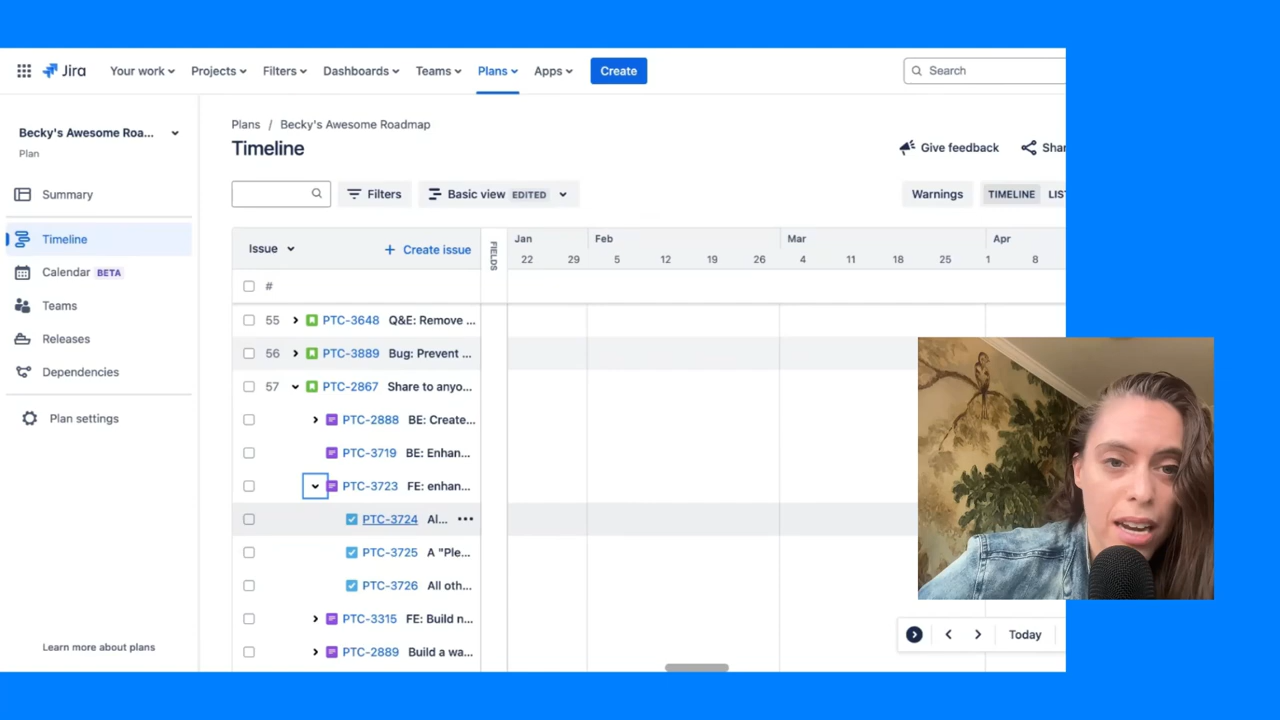 Jira Your work Projects Filters Dashboards Teams Plans Apps Create Search
Becky's Awesome Roa...
Plan
Summary
Timeline
Calendar BETA
Teams
Releases
Dependencies
Plan settings
Learn more about plans
Plans / Becky's Awesome Roadmap
Timeline
Give feedback
Filters Basic view EDITED Warnings TIMELINE
Issue + Create issue FIELDS Jan Feb Mar Apr
22 29 5 12 19 26 4 11 18 25 1 8
#
55 PTC-3648 Q&E: Remove ...
56 PTC-3889 Bug: Prevent ...
57 PTC-2867 Share to anyo...
PTC-2888 BE: Create...
PTC-3719 BE: Enhan...
PTC-3723 FE: enhan...
PTC-3724 Al... •••
PTC-3725 A "Ple...
PTC-3726 All oth...
PTC-3315 FE: Build n...
PTC-2889 Build a wa...
Today